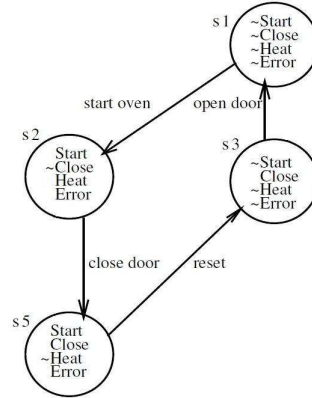 s1
~Start
~Close
~Heat
~Error
start oven
open door
s2
Start
~Close
Heat
Error
s3
~Start
Close
~Heat
~Error
close door
reset
s5
Start
Close
~Heat
Error